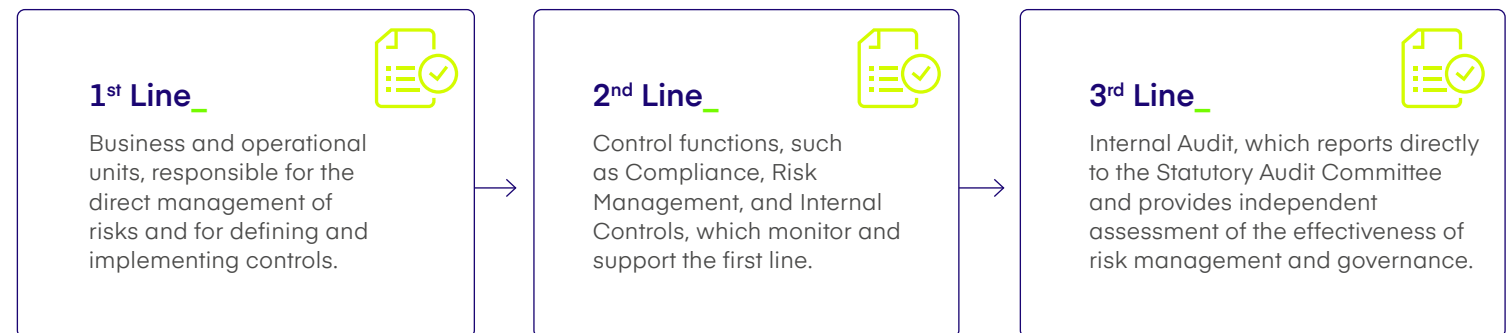 1st Line_
Business and operational
units, responsible for the
direct management of
risks and for defining and
implementing controls.
2nd Line_
Control functions, such
as Compliance, Risk
Management, and Internal
Controls, which monitor and
support the first line.
3rd Line_
Internal Audit, which reports directly
to the Statutory Audit Committee
and provides independent
assessment of the effectiveness of
risk management and governance.